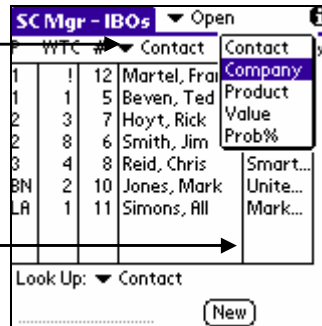 SC Mgr - IBOs ▼ Open
WTC # ▼ Contact
Contact
Company
Product
Value
Prob%
1 ! 12 Martel, Fra
1 1 5 Beven, Ted
2 3 7 Hoyt, Rick
2 8 6 Smith, Jim
3 4 8 Reid, Chris Smart...
BN 2 10 Jones, Mark Unite...
LA 1 11 Simons, All Mark...
Look Up: ▼ Contact
New